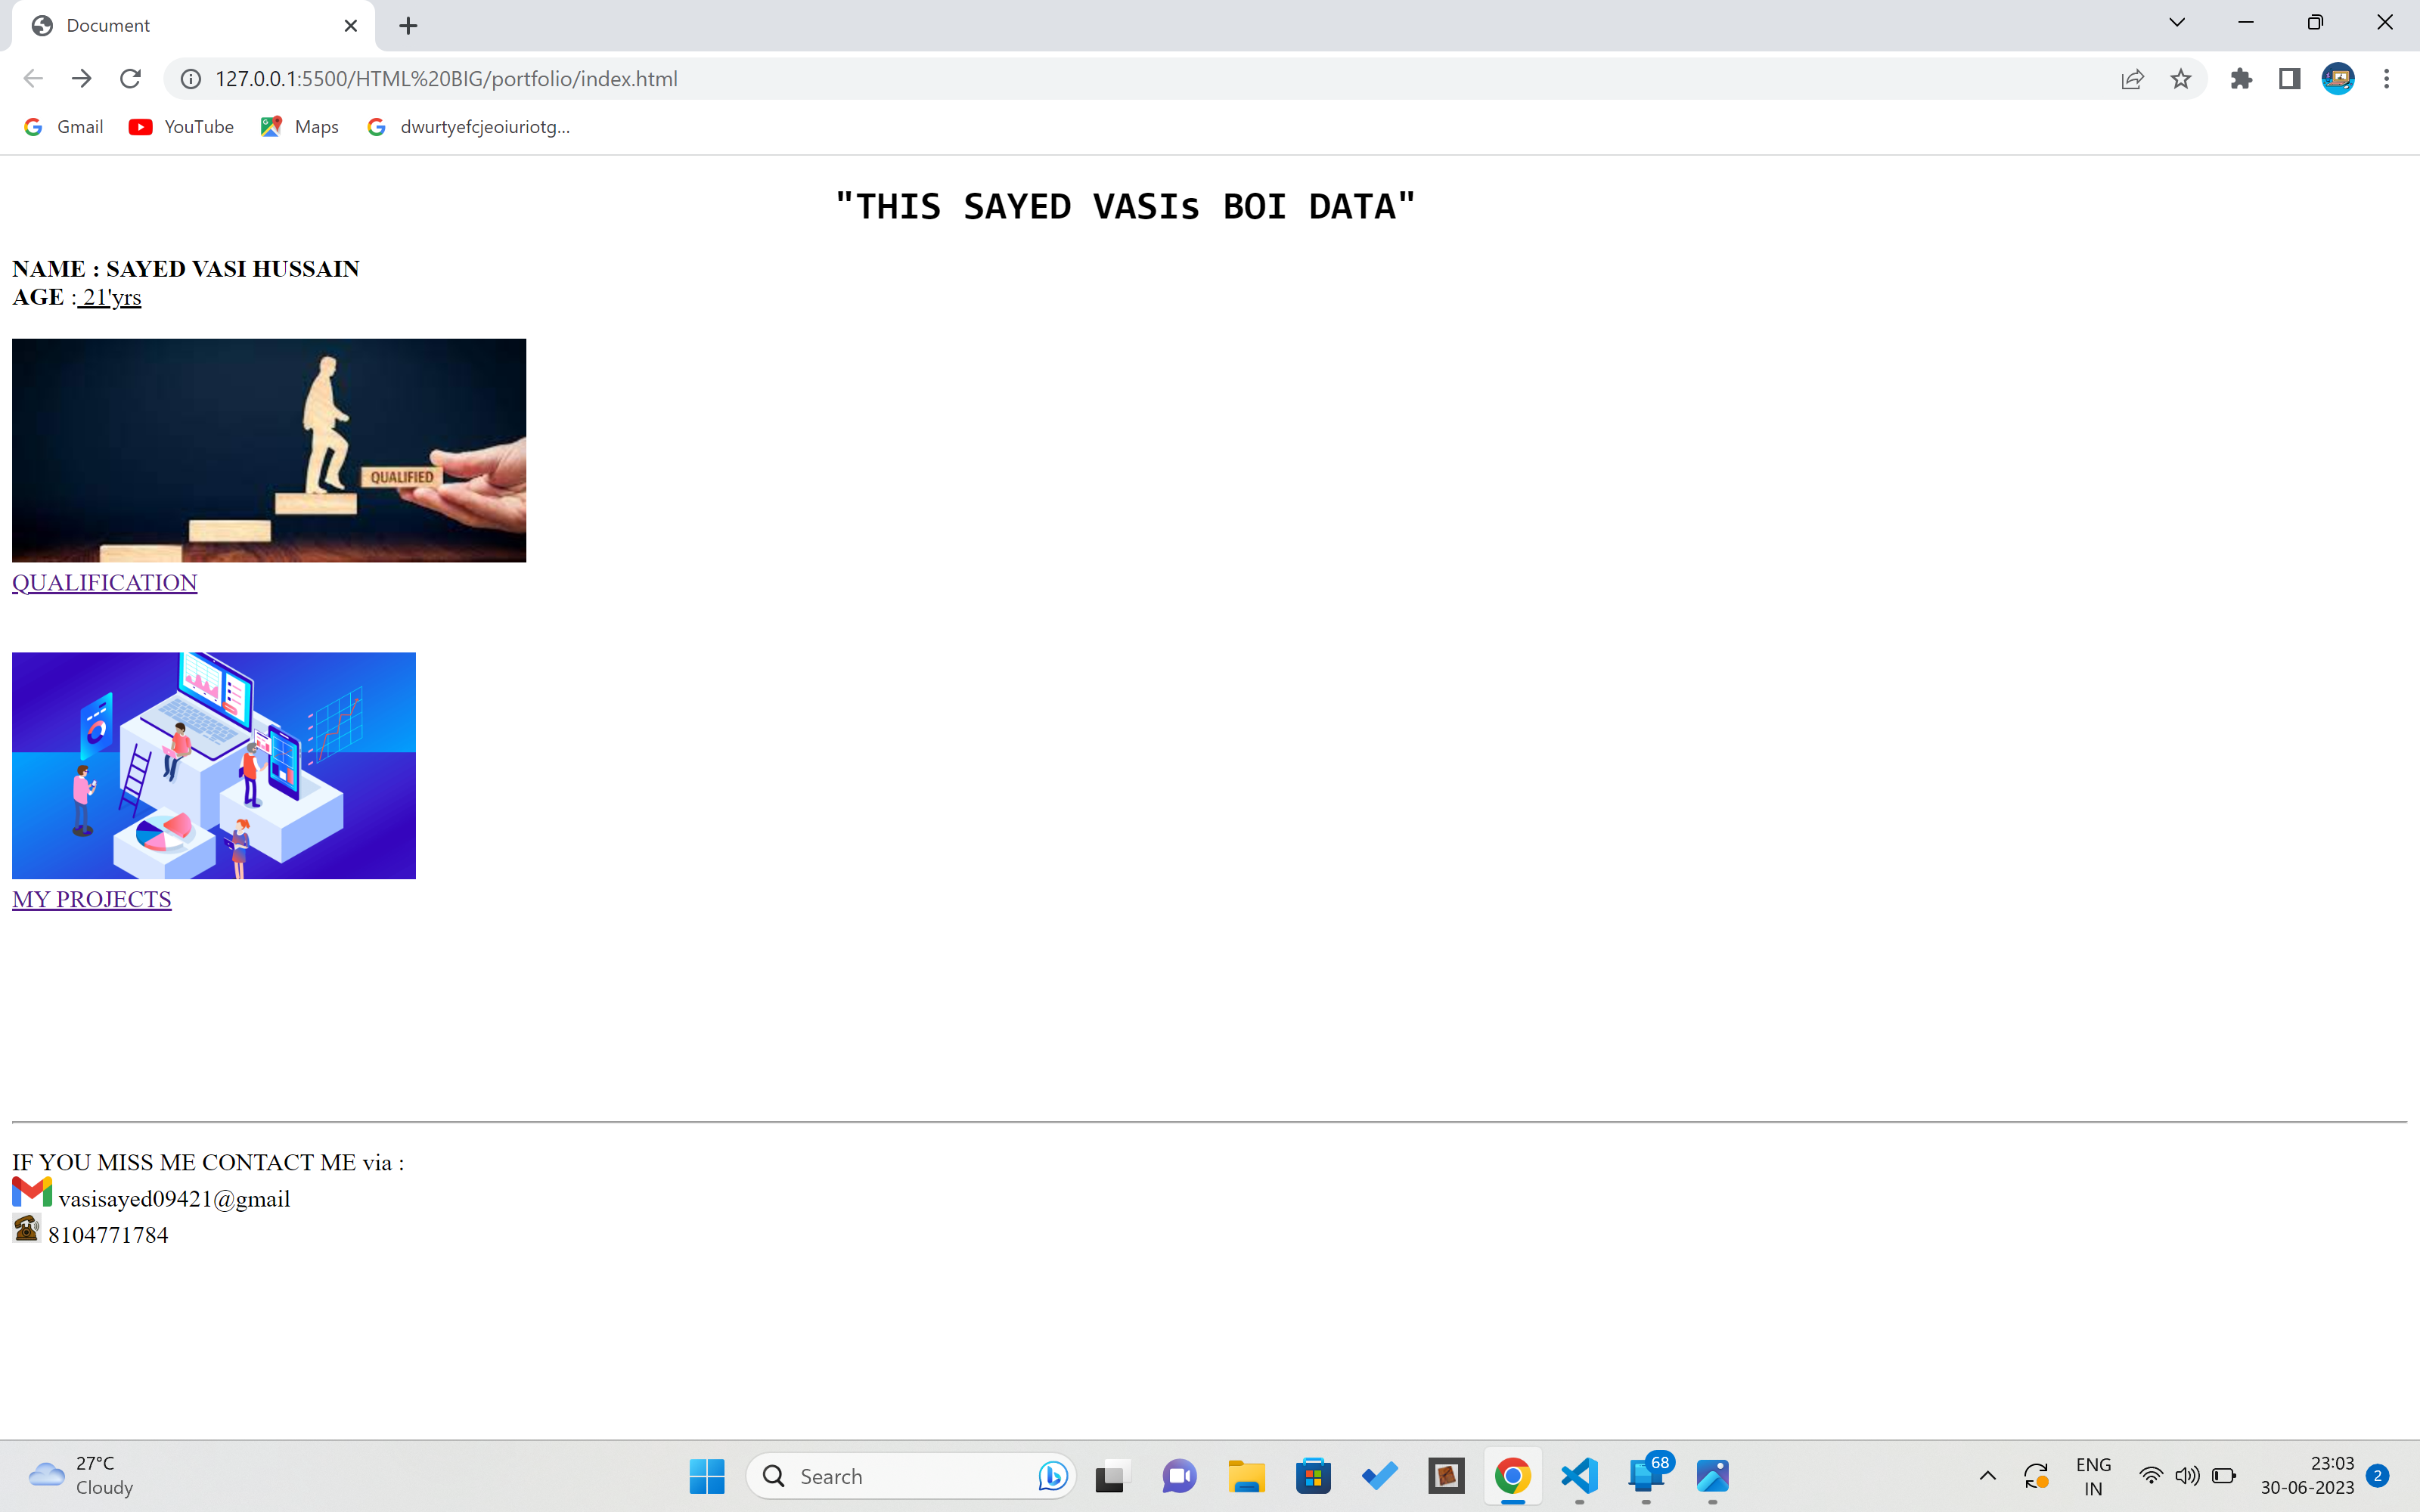 Document
127.0.0.1:5500/HTML%20BIG/portfolio/index.html
Gmail YouTube Maps dwurtyefcjeoiuriotg...
"THIS SAYED VASIs BOI DATA"
NAME : SAYED VASI HUSSAIN
AGE : 21'yrs
QUALIFIED
QUALIFICATION
MY PROJECTS
IF YOU MISS ME CONTACT ME via :
vasisayed09421@gmail
8104771784
27°C
Cloudy
Search
68
ENG
IN
23:03
30-06-2023
2